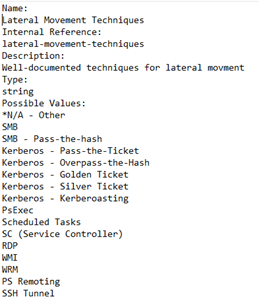 Name:
Lateral Movement Techniques
Internal Reference:
lateral-movement-techniques
Description:
Well-documented techniques for lateral movment
Type:
string
Possible Values:
*N/A - Other
SMB
SMB - Pass-the-hash
Kerberos - Pass-the-Ticket
Kerberos - Overpass-the-Hash
Kerberos - Golden Ticket
Kerberos - Silver Ticket
Kerberos - Kerberoasting
PsExec
Scheduled Tasks
SC (Service Controller)
RDP
WMI
WRM
PS Remoting
SSH Tunnel